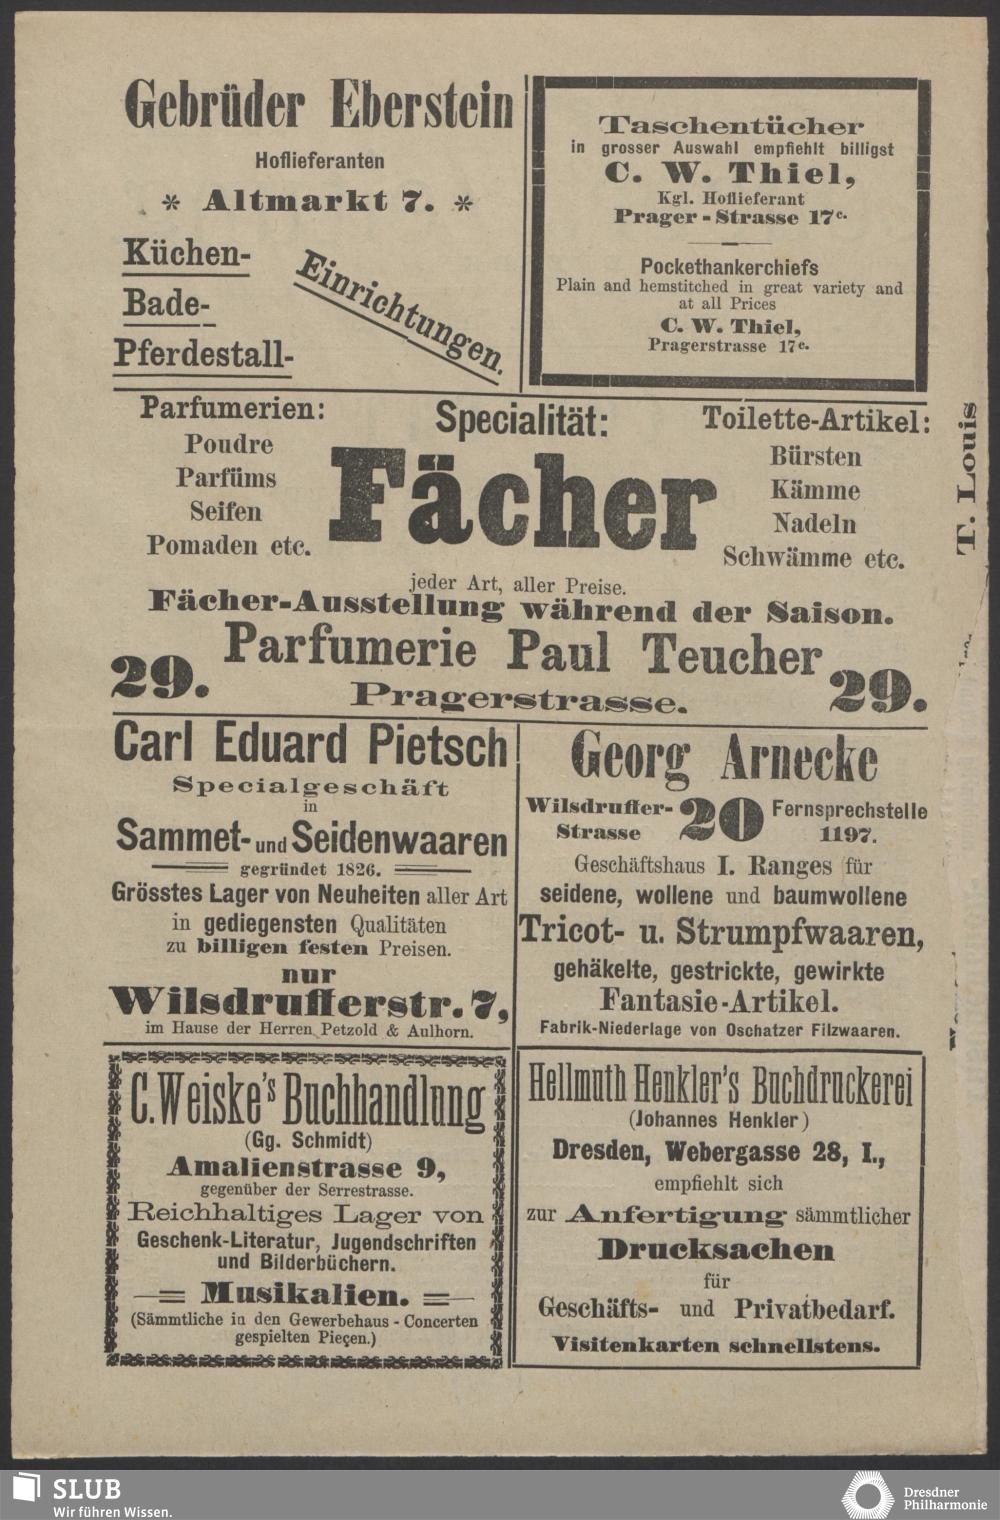 Gebrüder Eberstein
Hoflieferanten
* Altmarkt 7. *
Küchen-
Bade-
Pferdestall-
Einrichtungen.
Taschentücher
in grosser Auswahl empfiehlt billigst
C. W. Thiel,
Kgl. Hoflieferant
Prager-Strasse 17c.
Pockethankerchiefs
Plain and hemstitched in great variety and
at all Prices
C. W. Thiel,
Pragerstrasse 17c.
Parfumerien:
Poudre
Parfüms
Seifen
Pomaden etc.
Specialität:
Fächer
Toilette-Artikel:
Bürsten
Kämme
Nadeln
Schwämme etc.
jeder Art, aller Preise.
Fächer-Ausstellung während der Saison.
29. Parfumerie Paul Teucher 29.
Pragerstrasse.
T. Louis
Carl Eduard Pietsch
Specialgeschäft
in
Sammet- und Seidenwaaren
gegründet 1826.
Grösstes Lager von Neuheiten aller Art
in gediegensten Qualitäten
zu billigen festen Preisen.
nur
Wilsdrufferstr. 7,
im Hause der Herren Petzold & Aulhorn.
Georg Arnecke
Wilsdruffer-Strasse 20 Fernsprechstelle 1197.
Geschäftshaus I. Ranges für
seidene, wollene und baumwollene
Tricot- u. Strumpfwaaren,
gehäkelte, gestrickte, gewirkte
Fantasie-Artikel.
Fabrik-Niederlage von Oschatzer Filzwaaren.
C. Weiske's Buchhandlung
(Gg. Schmidt)
Amalienstrasse 9,
gegenüber der Serrestrasse.
Reichhaltiges Lager von
Geschenk-Literatur, Jugendschriften
und Bilderbüchern.
Musikalien.
(Sämmtliche in den Gewerbehaus-Concerten
gespielten Pieçen.)
Hellmuth Henkler's Buchdruckerei
(Johannes Henkler)
Dresden, Webergasse 28, I.,
empfiehlt sich
zur Anfertigung sämmtlicher
Drucksachen
für
Geschäfts- und Privatbedarf.
Visitenkarten schnellstens.
SLUB
Wir führen Wissen.
Dresdner
Philharmonie